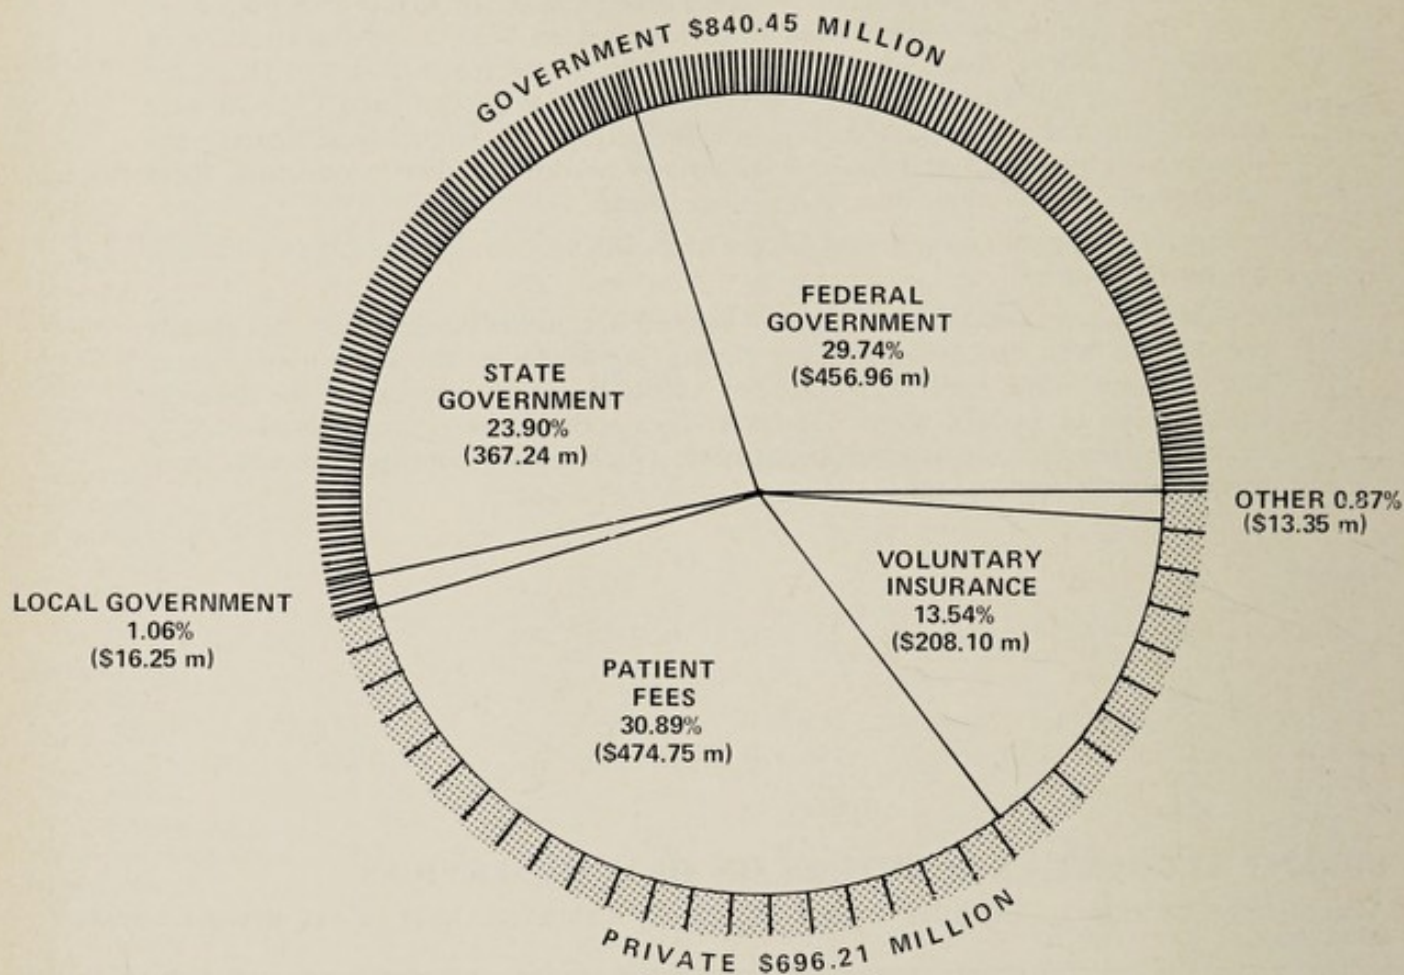 GOVERNMENT $840.45 MILLION
FEDERAL
GOVERNMENT
29.74%
($456.96 m)
STATE
GOVERNMENT
23.90%
(367.24 m)
OTHER 0.87%
($13.35 m)
VOLUNTARY
INSURANCE
13.54%
($208.10 m)
LOCAL GOVERNMENT
1.06%
($16.25 m)
PATIENT
FEES
30.89%
($474.75 m)
PRIVATE $696.21 MILLION